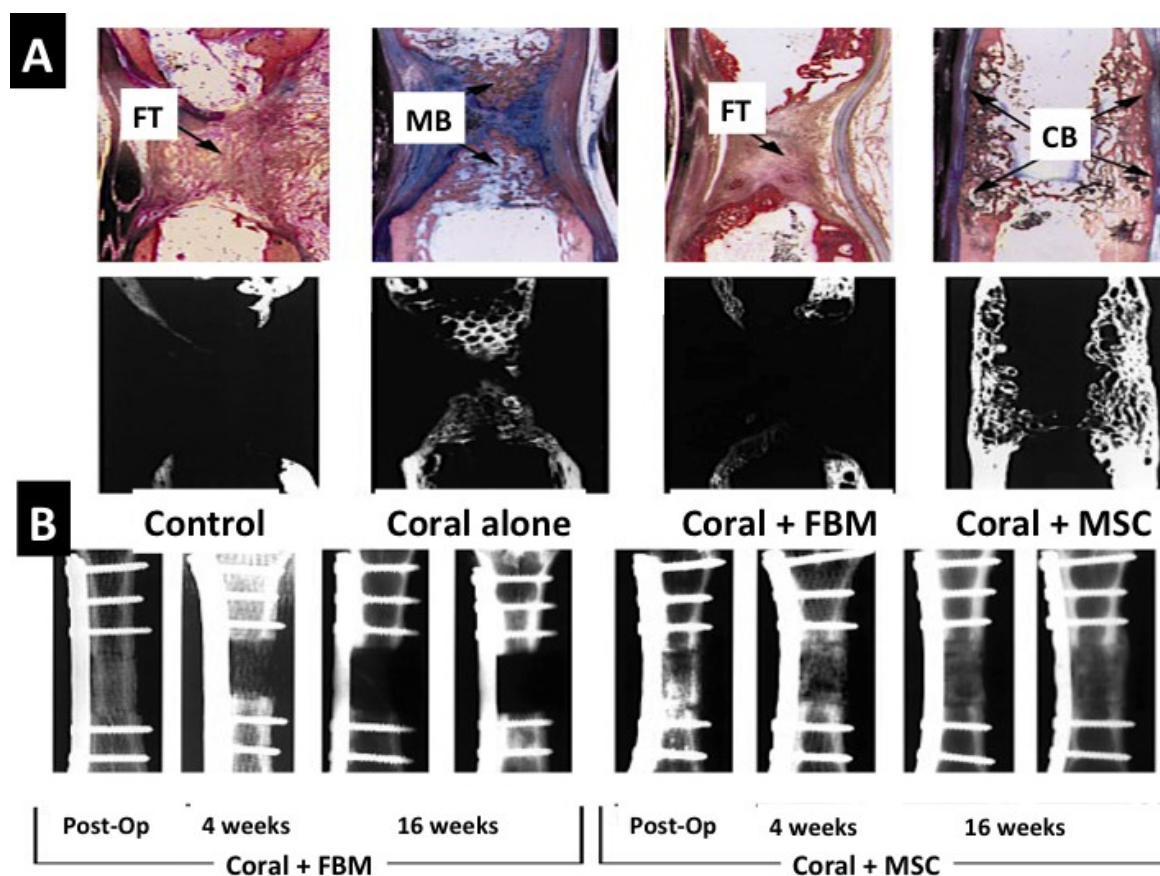 A
FT
MB
FT
CB
B
Control
Coral alone
Coral + FBM
Coral + MSC
Post-Op
4 weeks
16 weeks
Post-Op
4 weeks
16 weeks
Coral + FBM
Coral + MSC